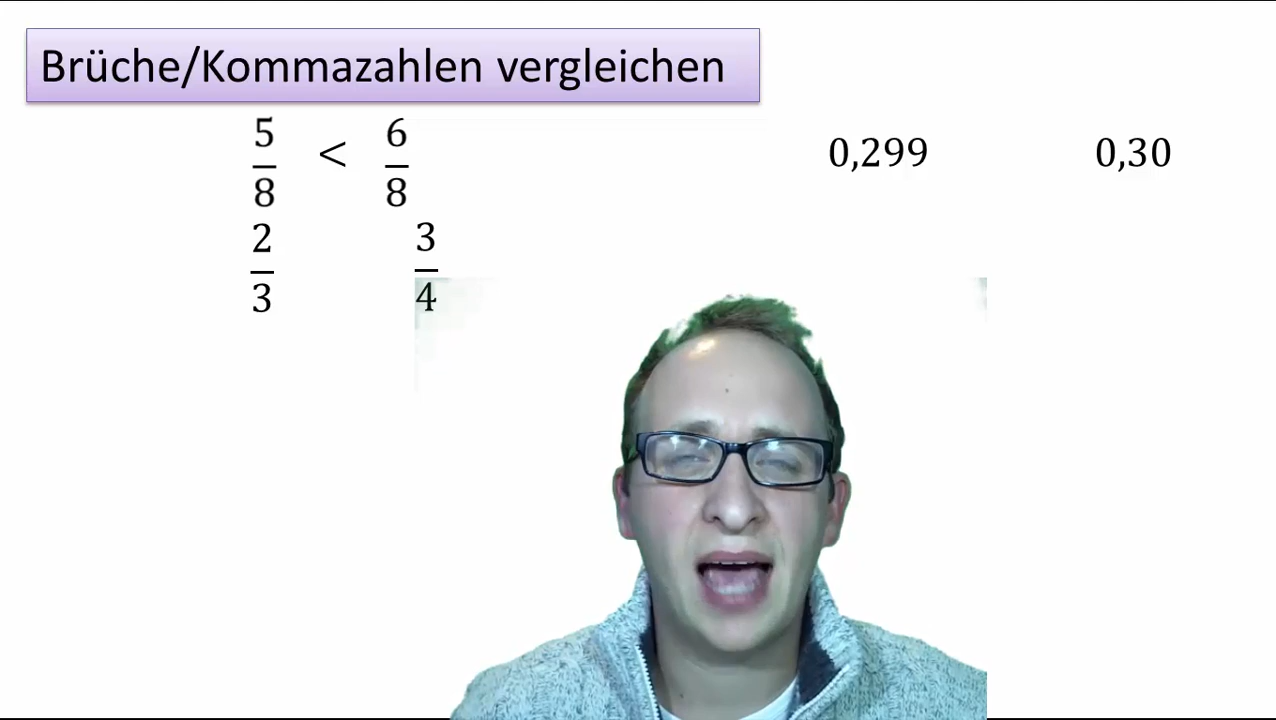 Brüche/Kommazahlen vergleichen
5/8 < 6/8
2/3 3/4
0,299 0,30